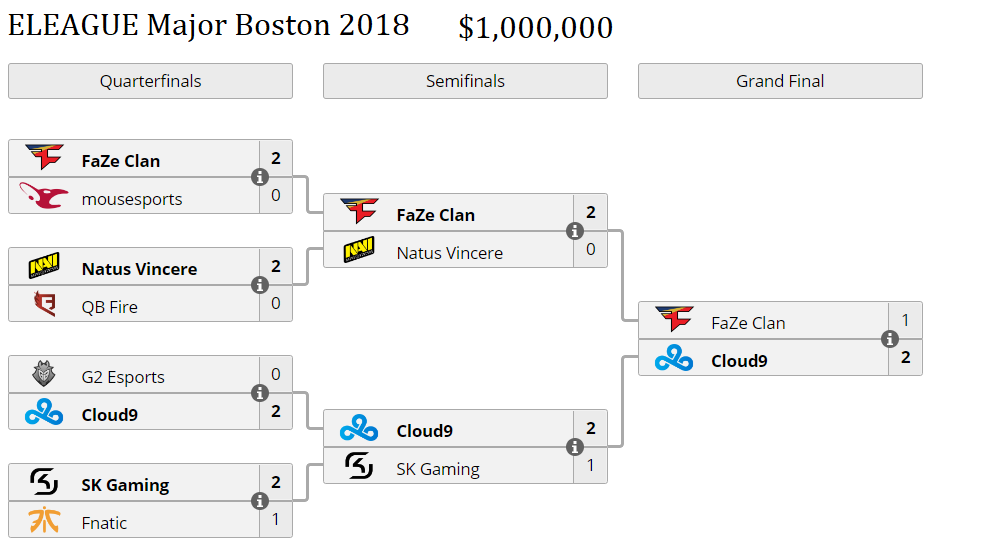 ELEAGUE Major Boston 2018 $1,000,000
Quarterfinals Semifinals Grand Final
FaZe Clan 2
mousesports 0
Natus Vincere 2
QB Fire 0
G2 Esports 0
Cloud9 2
SK Gaming 2
Fnatic 1
FaZe Clan 2
Natus Vincere 0
Cloud9 2
SK Gaming 1
FaZe Clan 1
Cloud9 2